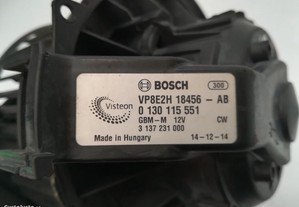 BOSCH
300
VP8E2H 18456 - AB
0 130 115 551
Visteon
GBM-M 12V CW
3 137 231 000
Made in Hungary 14-12-14